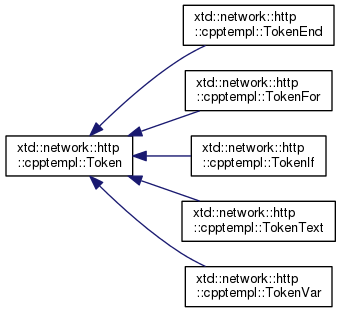 xtd::network::http
::cpptempl::TokenEnd
xtd::network::http
::cpptempl::TokenFor
xtd::network::http
::cpptempl::Token
xtd::network::http
::cpptempl::TokenIf
xtd::network::http
::cpptempl::TokenText
xtd::network::http
::cpptempl::TokenVar